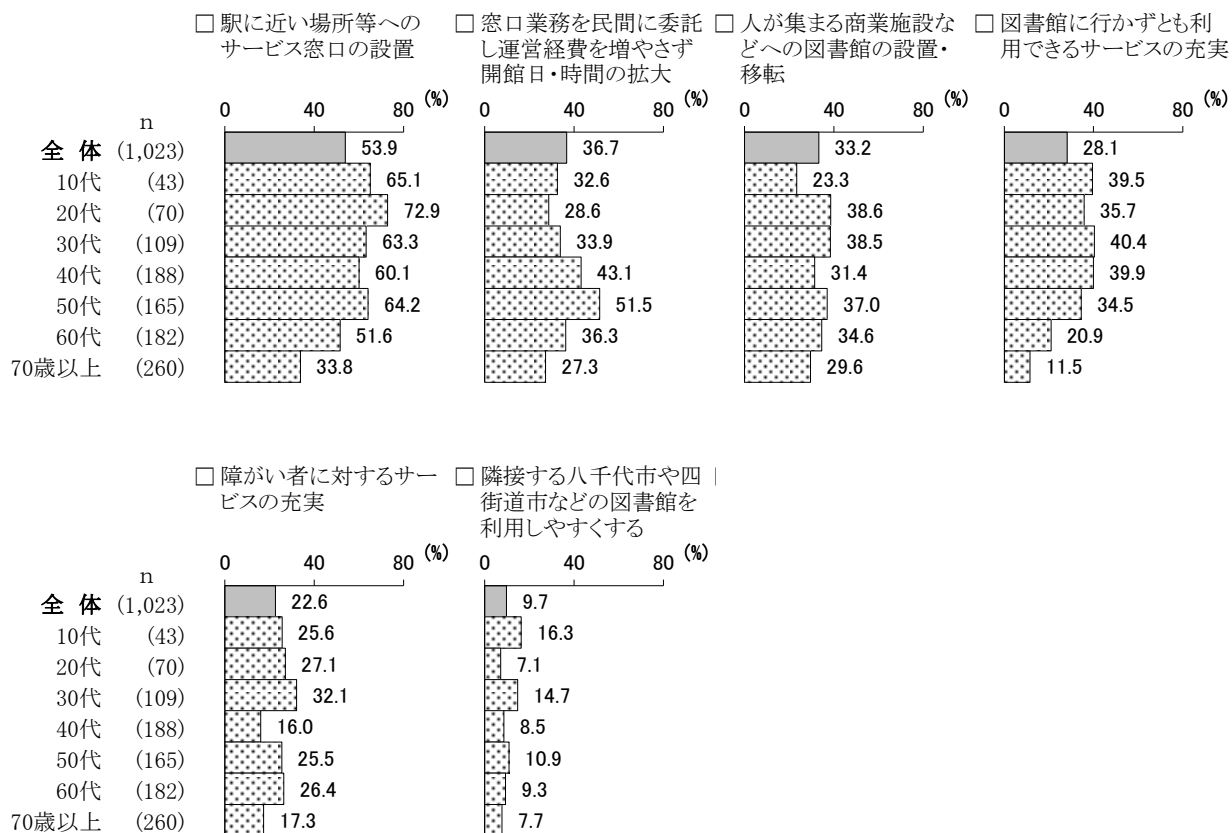 □ 駅に近い場所等への
サービス窓口の設置
□ 窓口業務を民間に委託
し運営経費を増やさず
開館日・時間の拡大
□ 人が集まる商業施設な
どへの図書館の設置・
移転
□ 図書館に行かずとも利
用できるサービスの充実
0 40 80 (%) 0 40 80 (%) 0 40 80 (%) 0 40 80 (%)
n
全 体 (1,023) 53.9 36.7 33.2 28.1
10代 (43) 65.1 32.6 23.3 39.5
20代 (70) 72.9 28.6 38.6 35.7
30代 (109) 63.3 33.9 38.5 40.4
40代 (188) 60.1 43.1 31.4 39.9
50代 (165) 64.2 51.5 37.0 34.5
60代 (182) 51.6 36.3 34.6 20.9
70歳以上 (260) 33.8 27.3 29.6 11.5
□ 障がい者に対するサー
ビスの充実
□ 隣接する八千代市や四
街道市などの図書館を
利用しやすくする
0 40 80 (%) 0 40 80 (%)
n
全 体 (1,023) 22.6 9.7
10代 (43) 25.6 16.3
20代 (70) 27.1 7.1
30代 (109) 32.1 14.7
40代 (188) 16.0 8.5
50代 (165) 25.5 10.9
60代 (182) 26.4 9.3
70歳以上 (260) 17.3 7.7